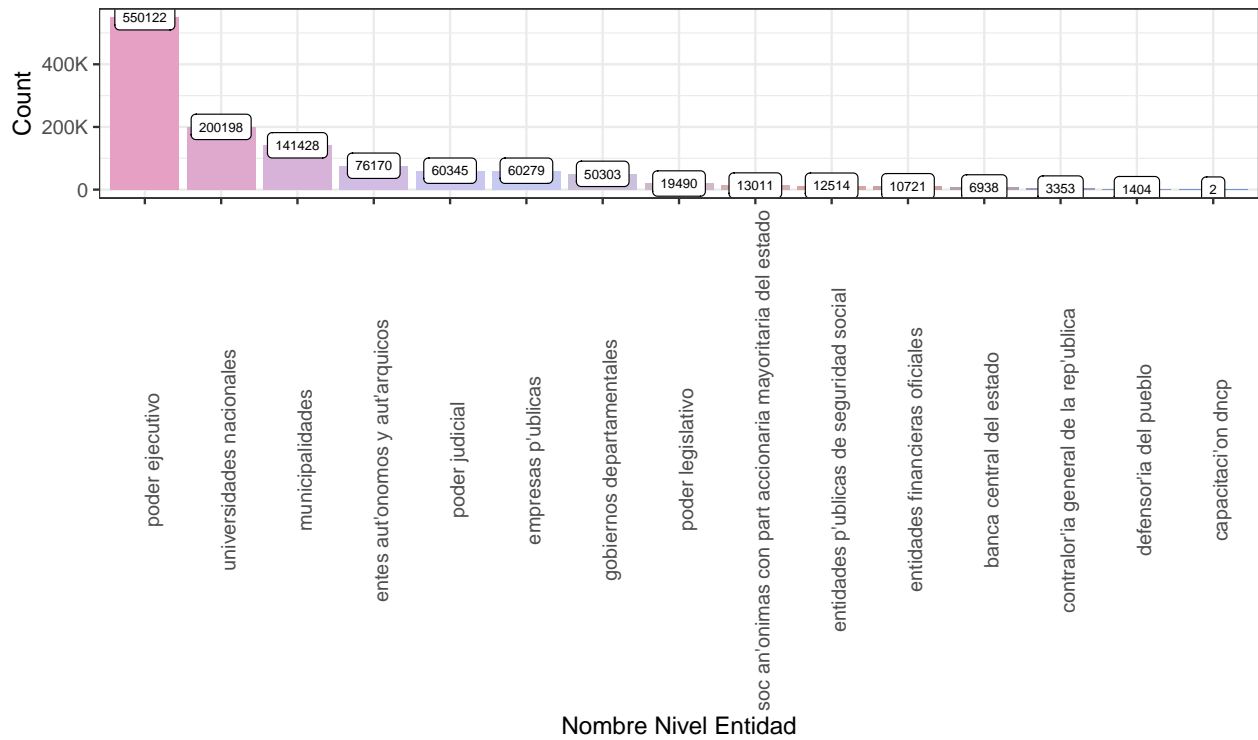 Count
400K
200K
0
550122
200198
141428
76170
60345
60279
50303
19490
13011
12514
10721
6938
3353
1404
2
poder ejecutivo
universidades nacionales
municipalidades
entes aut'onomos y aut'arquicos
poder judicial
empresas p'ublicas
gobiernos departamentales
poder legislativo
soc an'onimas con part accionaria mayoritaria del estado
entidades p'ublicas de seguridad social
entidades financieras oficiales
banca central del estado
contralor'ia general de la rep'ublica
defensor'ia del pueblo
capacitaci'on dncp
Nombre Nivel Entidad